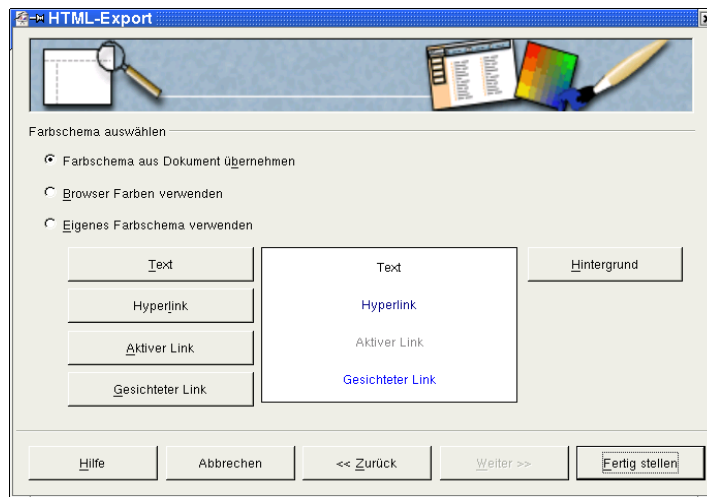 HTML-Export
Farbschema auswählen
Farbschema aus Dokument übernehmen
Browser Farben verwenden
Eigenes Farbschema verwenden
Text
Text
Hintergrund
Hyperlink
Hyperlink
Aktiver Link
Aktiver Link
Gesichteter Link
Gesichteter Link
Hilfe
Abbrechen
<< Zurück
Weiter >>
Fertig stellen